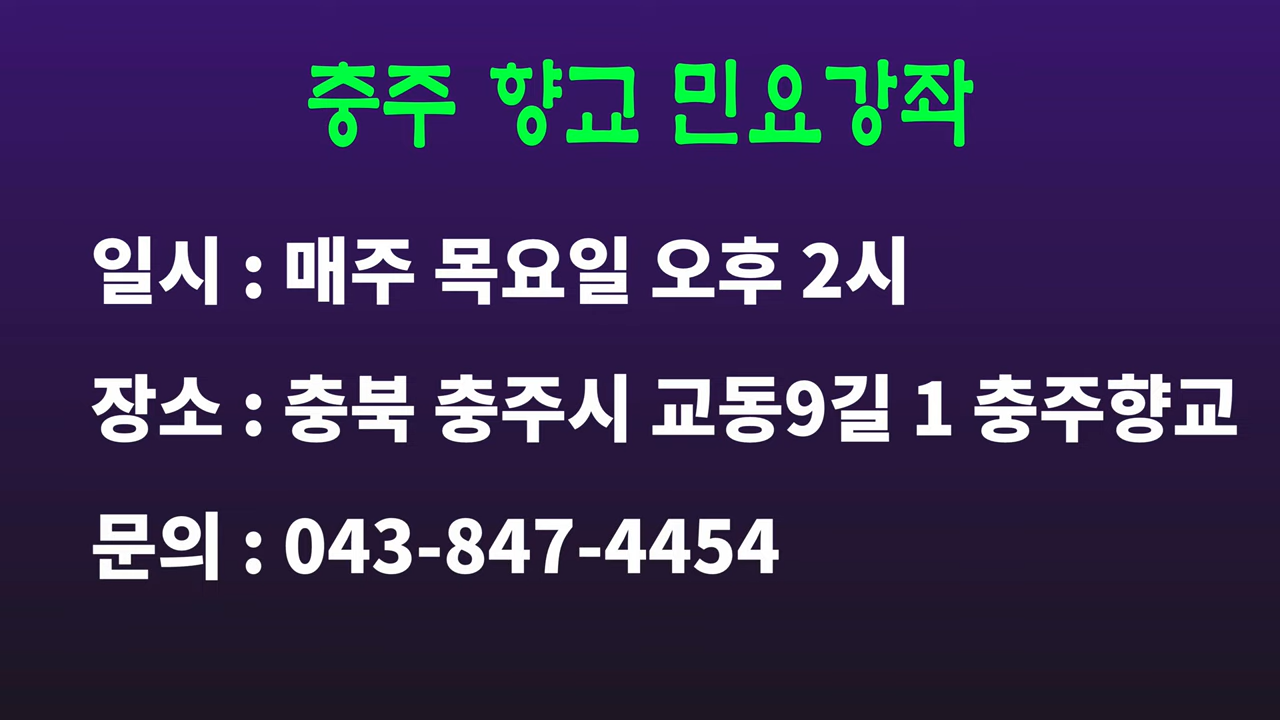 충주 향교 민요강좌
일시 : 매주 목요일 오후 2시
장소 : 충북 충주시 교동9길 1 충주향교
문의 : 043-847-4454